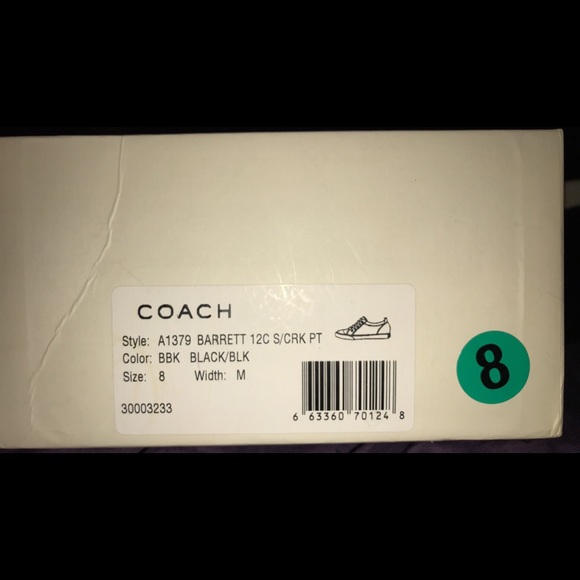 COACH
Style: A1379 BARRETT 12C S/CRK PT
Color: BBK BLACK/BLK
Size: 8 Width: M
30003233
6 63360 70124 8
8